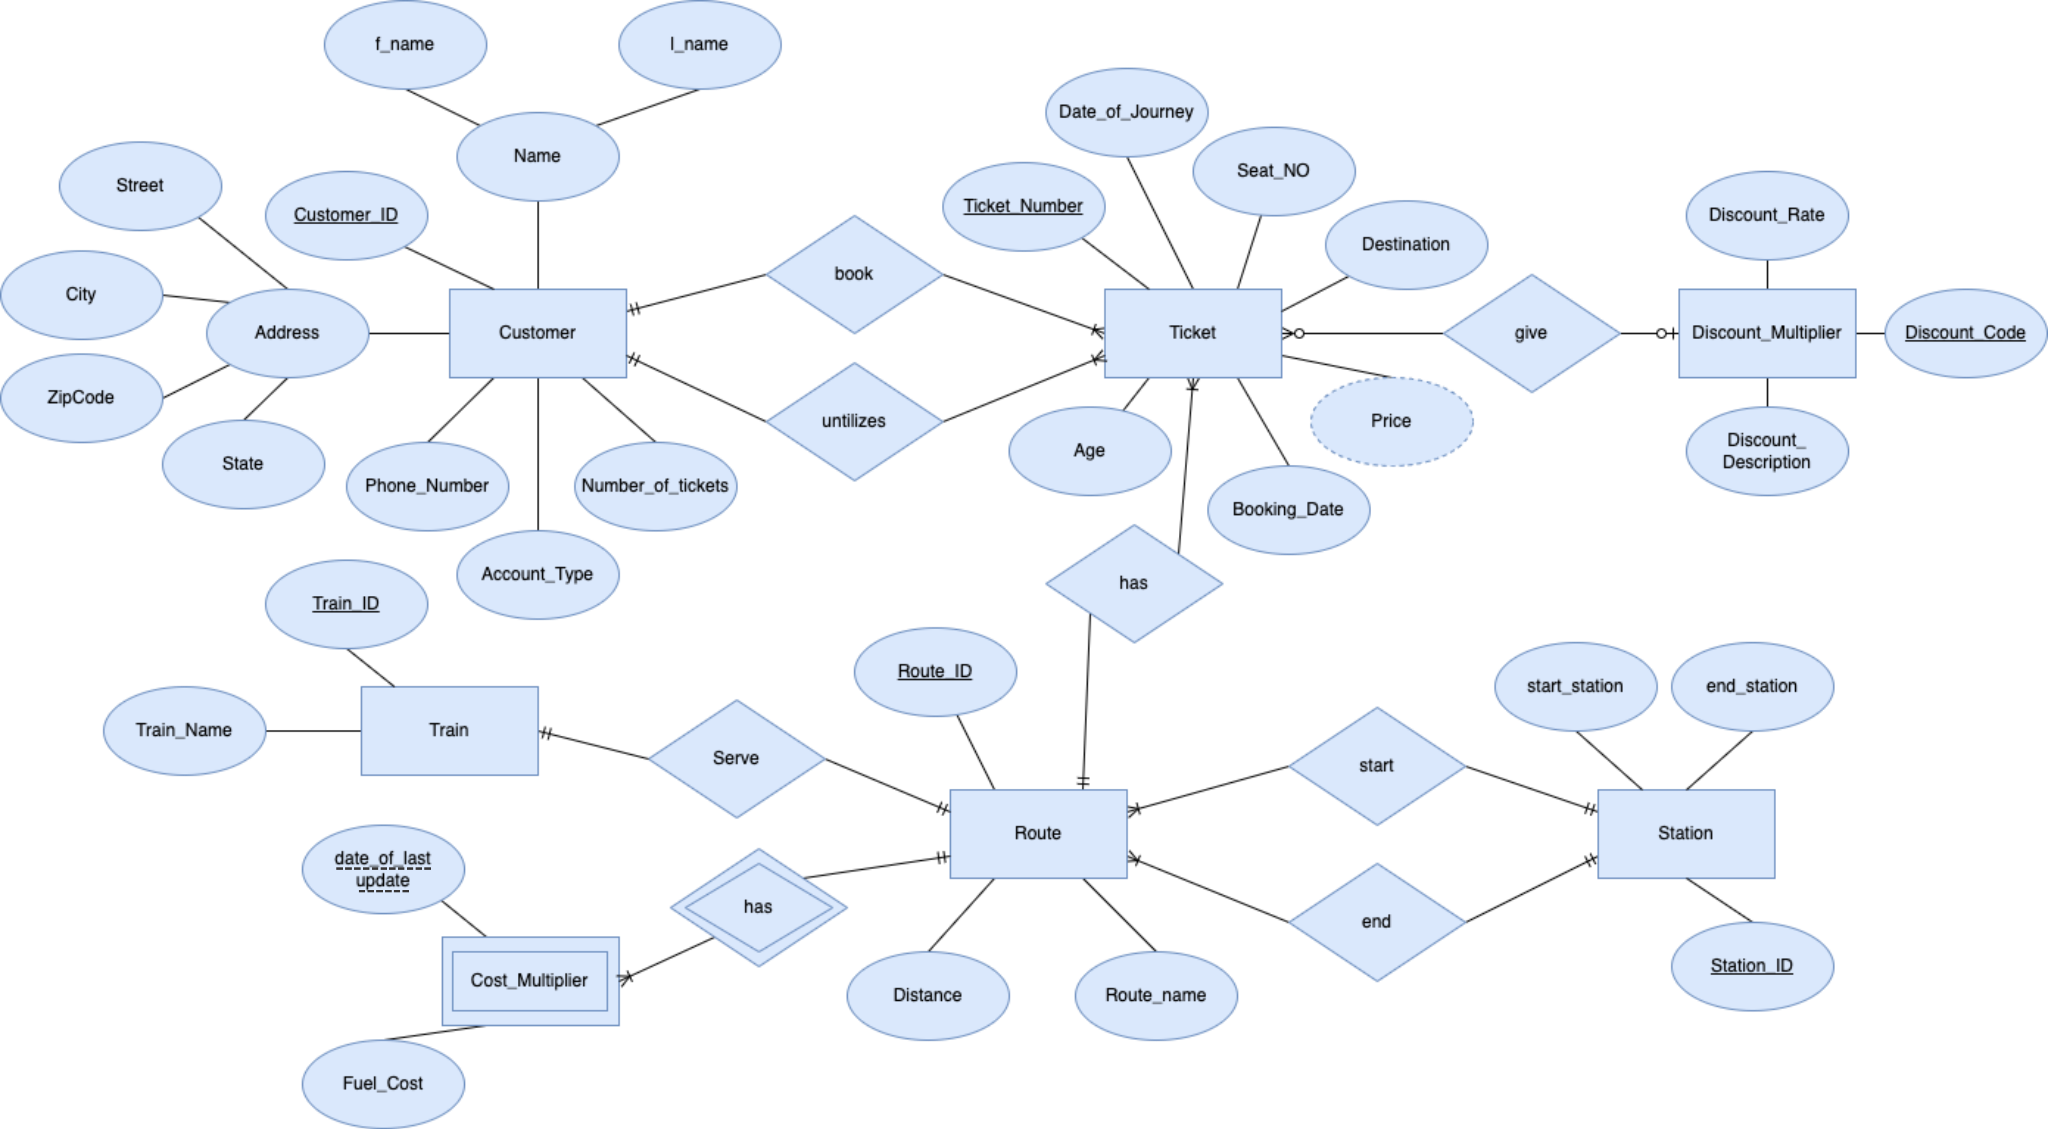 f_name
l_name
Name
Date_of_Journey
Street
Customer_ID
Ticket_Number
Seat_NO
Destination
Discount_Rate
City
book
Address
Customer
Ticket
give
Discount_Multiplier
Discount_Code
ZipCode
State
Phone_Number
Number_of_tickets
untilizes
Age
Price
Discount_
Description
Booking_Date
Account_Type
has
Train_ID
Route_ID
start_station
end_station
Train_Name
Train
Serve
start
Route
Station
date_of_last
update
has
end
Cost_Multiplier
Distance
Route_name
Station_ID
Fuel_Cost